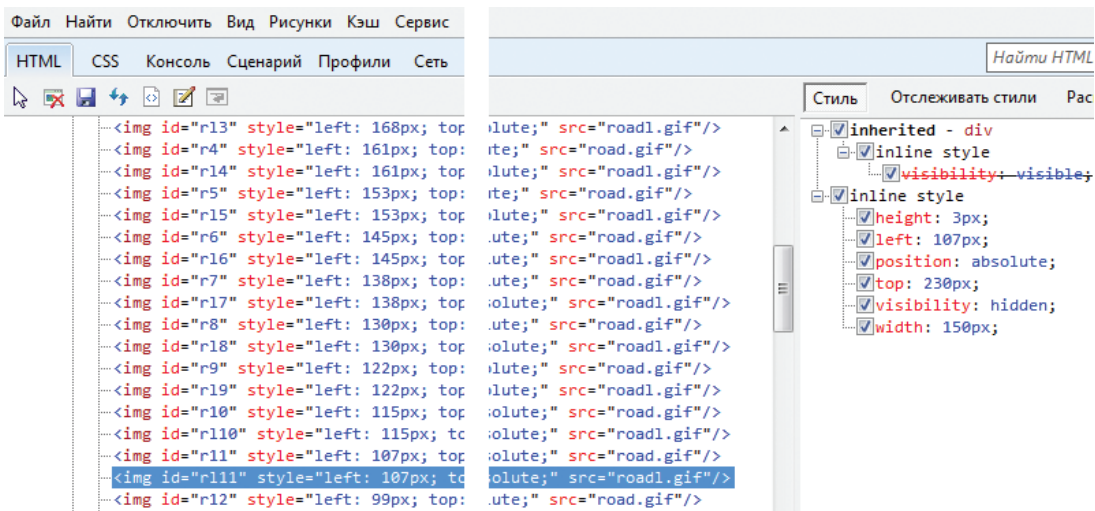 Файл Найти Отключить Вид Рисунки Кэш Сервис
HTML CSS Консоль Сценарий Профили Сеть Найти HTML
Стиль Отслеживать стили Рас
<img id="rl3" style="left: 168px; top olute;" src="roadl.gif"/>
<img id="r4" style="left: 161px; top: ute;" src="road.gif"/>
<img id="rl4" style="left: 161px; top olute;" src="roadl.gif"/>
<img id="r5" style="left: 153px; top: ute;" src="road.gif"/>
<img id="rl5" style="left: 153px; top olute;" src="roadl.gif"/>
<img id="r6" style="left: 145px; top: lute;" src="road.gif"/>
<img id="rl6" style="left: 145px; top: lute;" src="roadl.gif"/>
<img id="r7" style="left: 138px; top: lute;" src="road.gif"/>
<img id="rl7" style="left: 138px; top: solute;" src="roadl.gif"/>
<img id="r8" style="left: 130px; top: lute;" src="road.gif"/>
<img id="rl8" style="left: 130px; top: solute;" src="roadl.gif"/>
<img id="r9" style="left: 122px; top: olute;" src="road.gif"/>
<img id="rl9" style="left: 122px; top olute;" src="roadl.gif"/>
<img id="r10" style="left: 115px; top solute;" src="road.gif"/>
<img id="rl10" style="left: 115px; to solute;" src="roadl.gif"/>
<img id="r11" style="left: 107px; top solute;" src="road.gif"/>
<img id="rl11" style="left: 107px; to solute;" src="roadl.gif"/>
<img id="r12" style="left: 99px; top: lute;" src="road.gif"/>
inherited - div
inline style
visibility: visible;
inline style
height: 3px;
left: 107px;
position: absolute;
top: 230px;
visibility: hidden;
width: 150px;